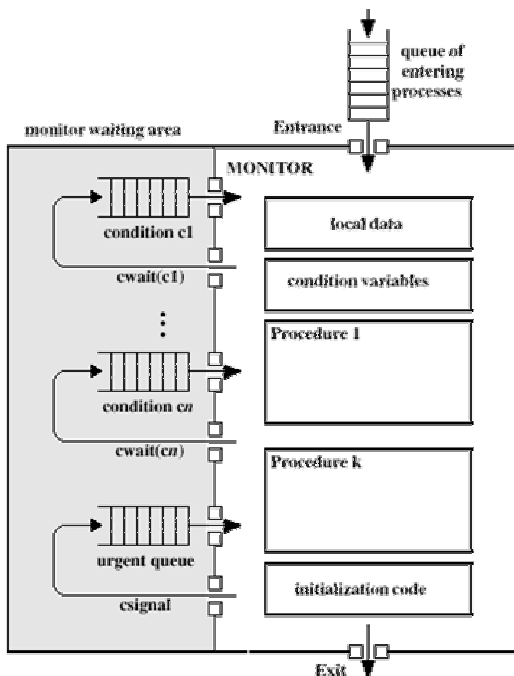 queue of
entering
processes
Entrance
monitor waiting area
MONITOR
condition c1
local data
cwait(c1)
condition variables
Procedure 1
condition cn
cwait(cn)
Procedure k
urgent queue
initialization code
csignal
Exit